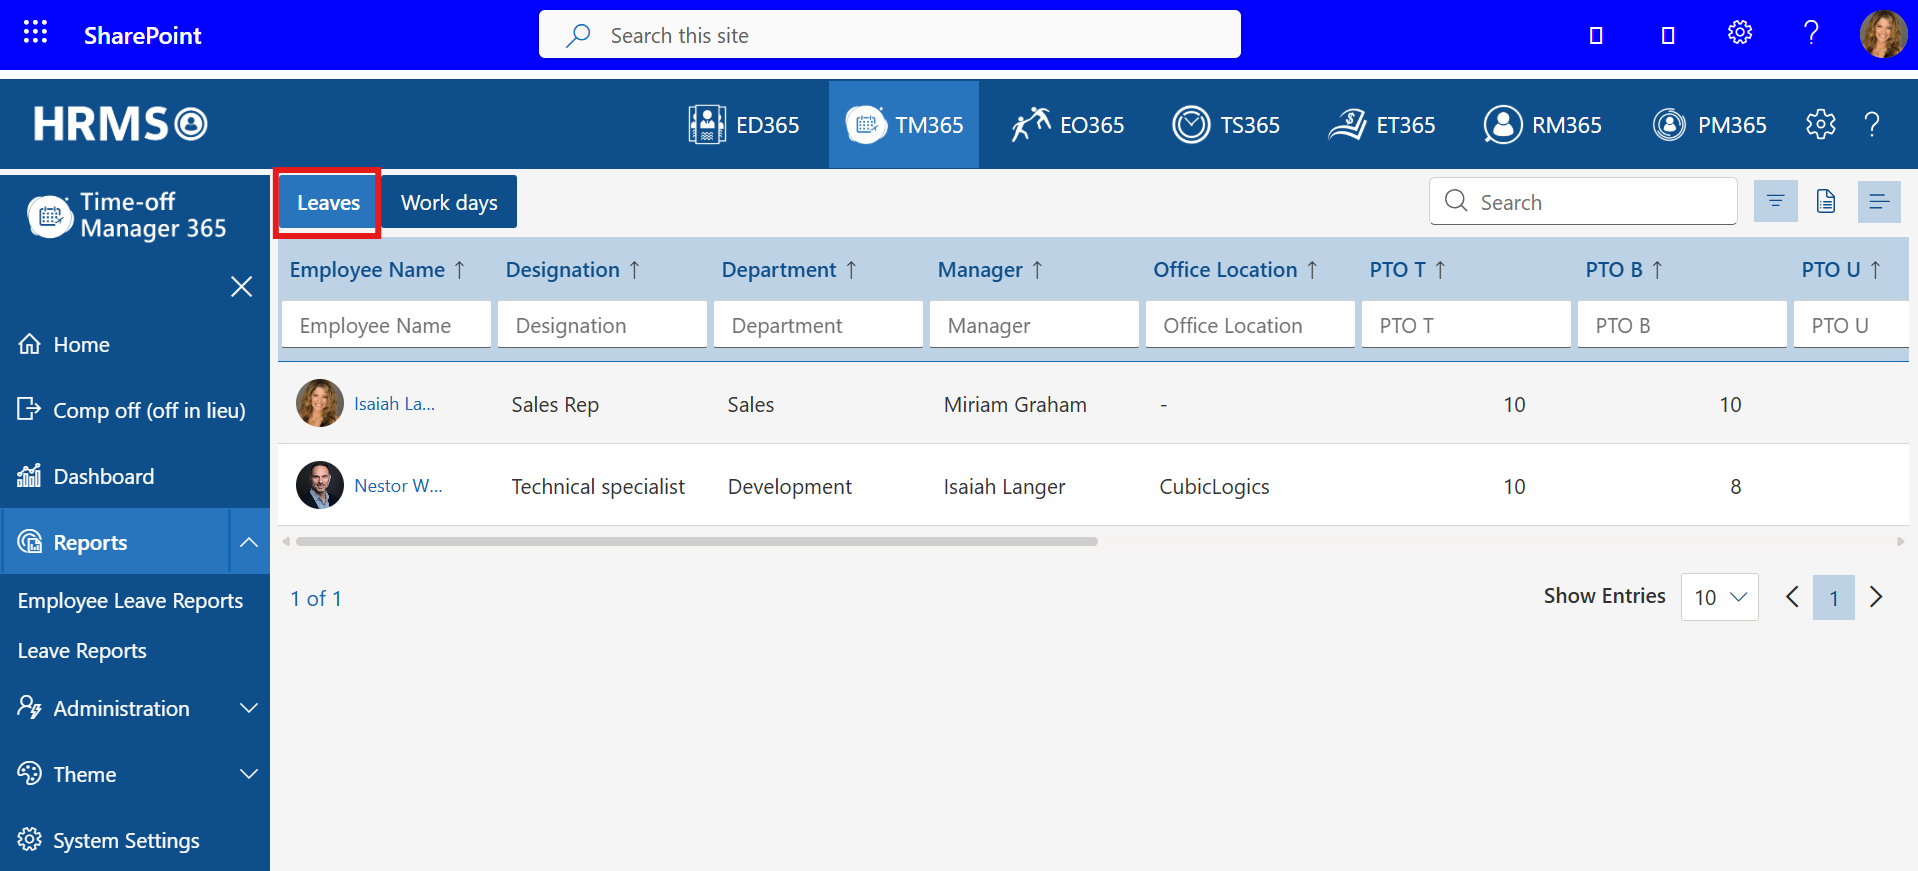 SharePoint
Search this site
HRMS
ED365
TM365
EO365
TS365
ET365
RM365
PM365
Time-off
Manager 365
Leaves
Work days
Search
Employee Name ↑ Designation ↑ Department ↑ Manager ↑ Office Location ↑ PTO T ↑ PTO B ↑ PTO U ↑
Employee Name Designation Department Manager Office Location PTO T PTO B PTO U
Isaiah La... Sales Rep Sales Miriam Graham - 10 10
Nestor W... Technical specialist Development Isaiah Langer CubicLogics 10 8
1 of 1
Show Entries 10 1
Home
Comp off (off in lieu)
Dashboard
Reports
Employee Leave Reports
Leave Reports
Administration
Theme
System Settings